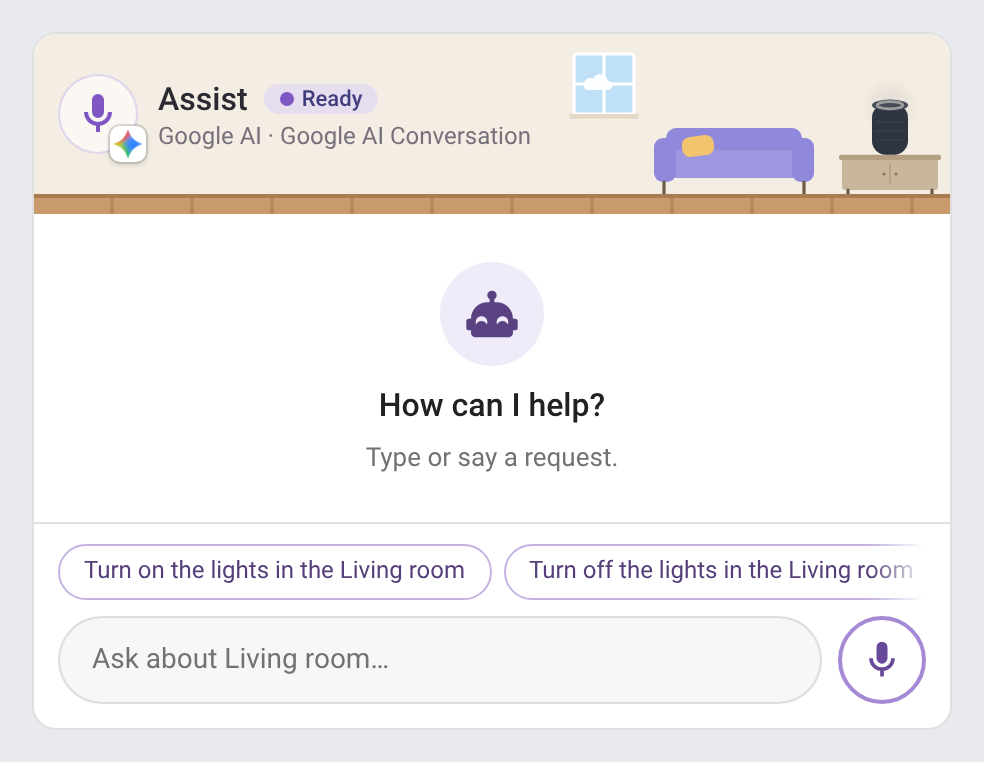 Assist
Ready
Google AI · Google AI Conversation
How can I help?
Type or say a request.
Turn on the lights in the Living room
Turn off the lights in the Living room
Ask about Living room…